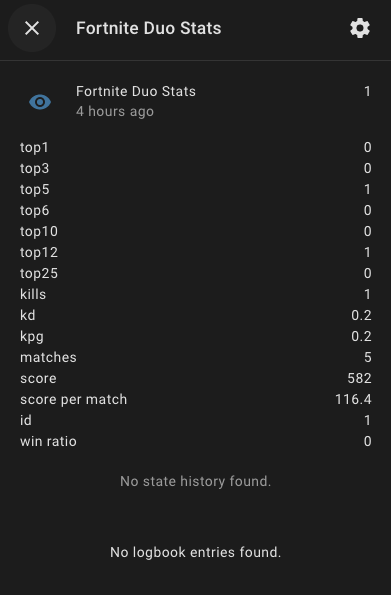 Fortnite Duo Stats
Fortnite Duo Stats 1
4 hours ago
top1 0
top3 0
top5 1
top6 0
top10 0
top12 1
top25 0
kills 1
kd 0.2
kpg 0.2
matches 5
score 582
score per match 116.4
id 1
win ratio 0
No state history found.
No logbook entries found.